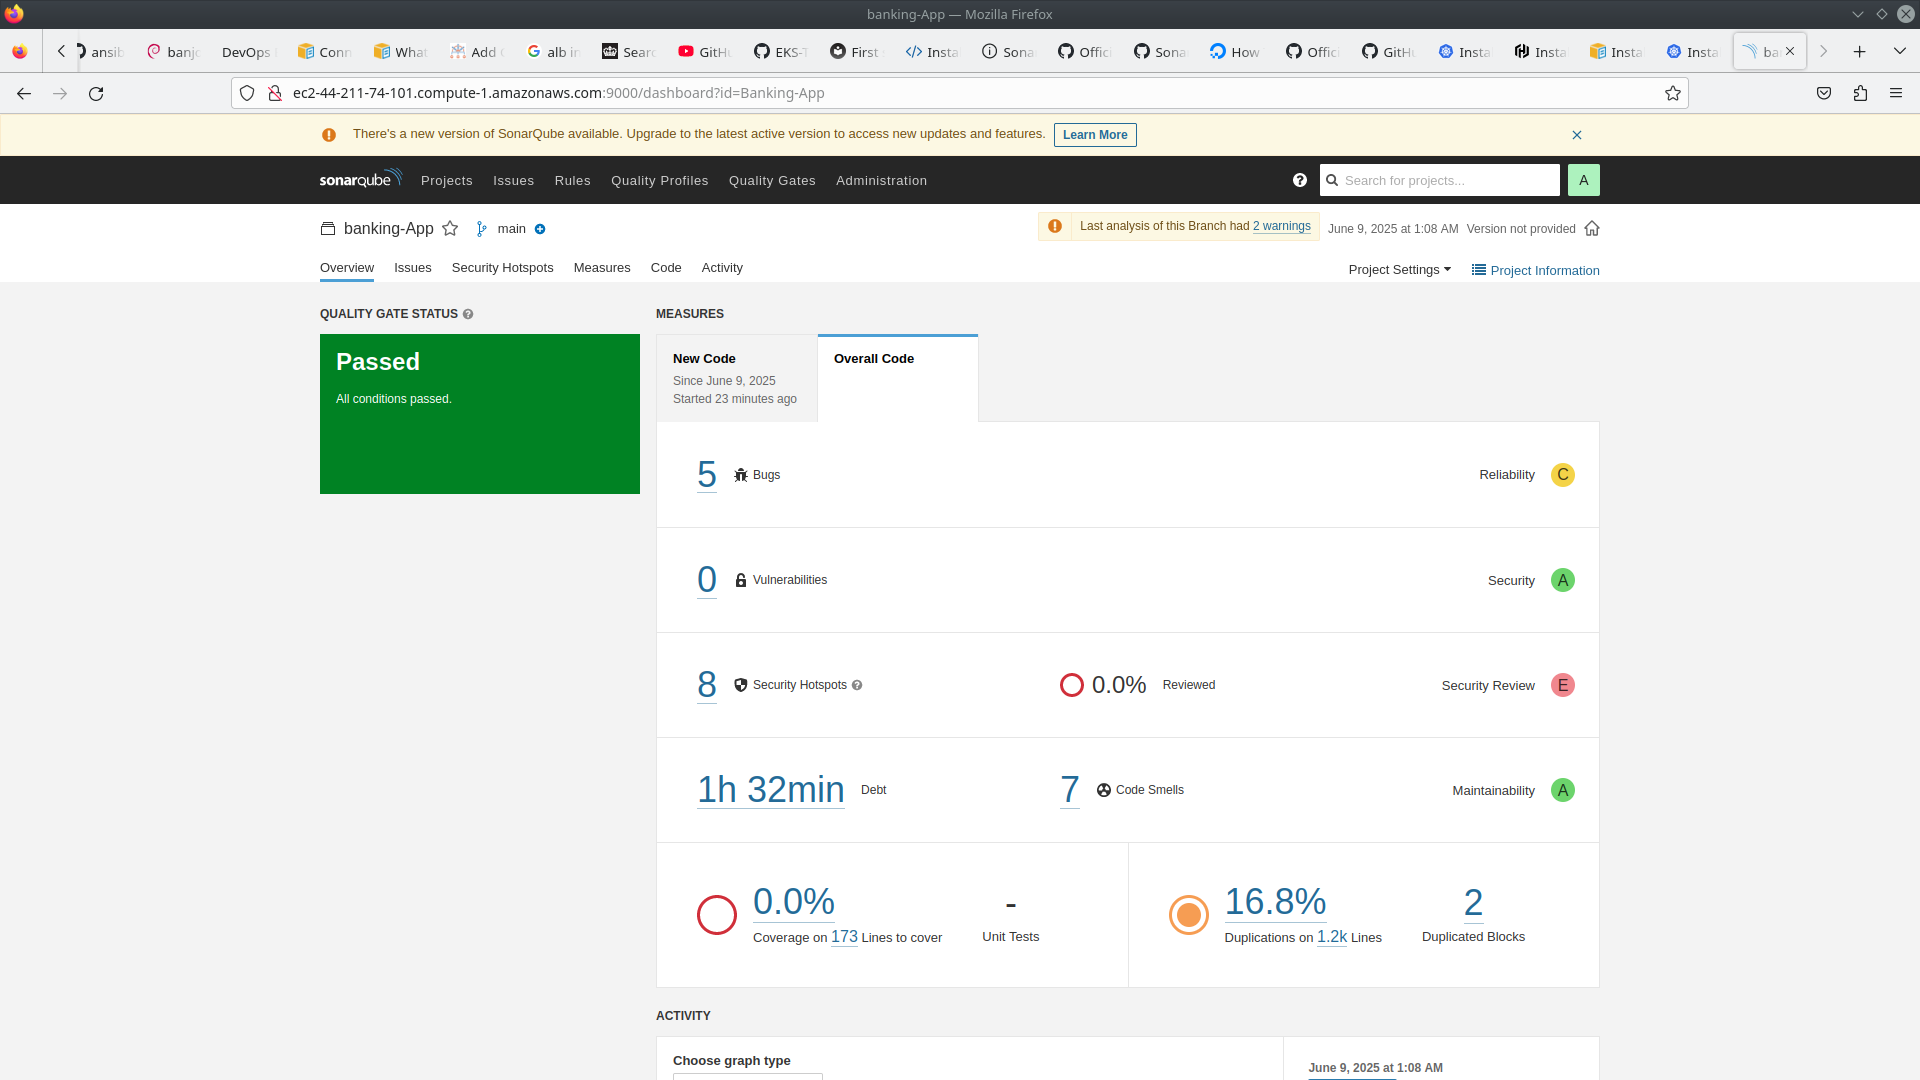 banking-App — Mozilla Firefox
ansib banjo DevOps Conn What Add C alb in Searc GitHu EKS-T First Insta Sona Offici Sona How Offici GitHu Insta Insta Insta Insta ba
ec2-44-211-74-101.compute-1.amazonaws.com:9000/dashboard?id=Banking-App
There's a new version of SonarQube available. Upgrade to the latest active version to access new updates and features. Learn More
sonarqube Projects Issues Rules Quality Profiles Quality Gates Administration Search for projects... A
banking-App main Last analysis of this Branch had 2 warnings June 9, 2025 at 1:08 AM Version not provided
Overview Issues Security Hotspots Measures Code Activity Project Settings Project Information
QUALITY GATE STATUS
Passed
All conditions passed.
MEASURES
New Code
Since June 9, 2025
Started 23 minutes ago
Overall Code
5 Bugs Reliability C
0 Vulnerabilities Security A
8 Security Hotspots 0.0% Reviewed Security Review E
1h 32min Debt 7 Code Smells Maintainability A
0.0%
Coverage on 173 Lines to cover
-
Unit Tests
16.8%
Duplications on 1.2k Lines
2
Duplicated Blocks
ACTIVITY
Choose graph type
June 9, 2025 at 1:08 AM